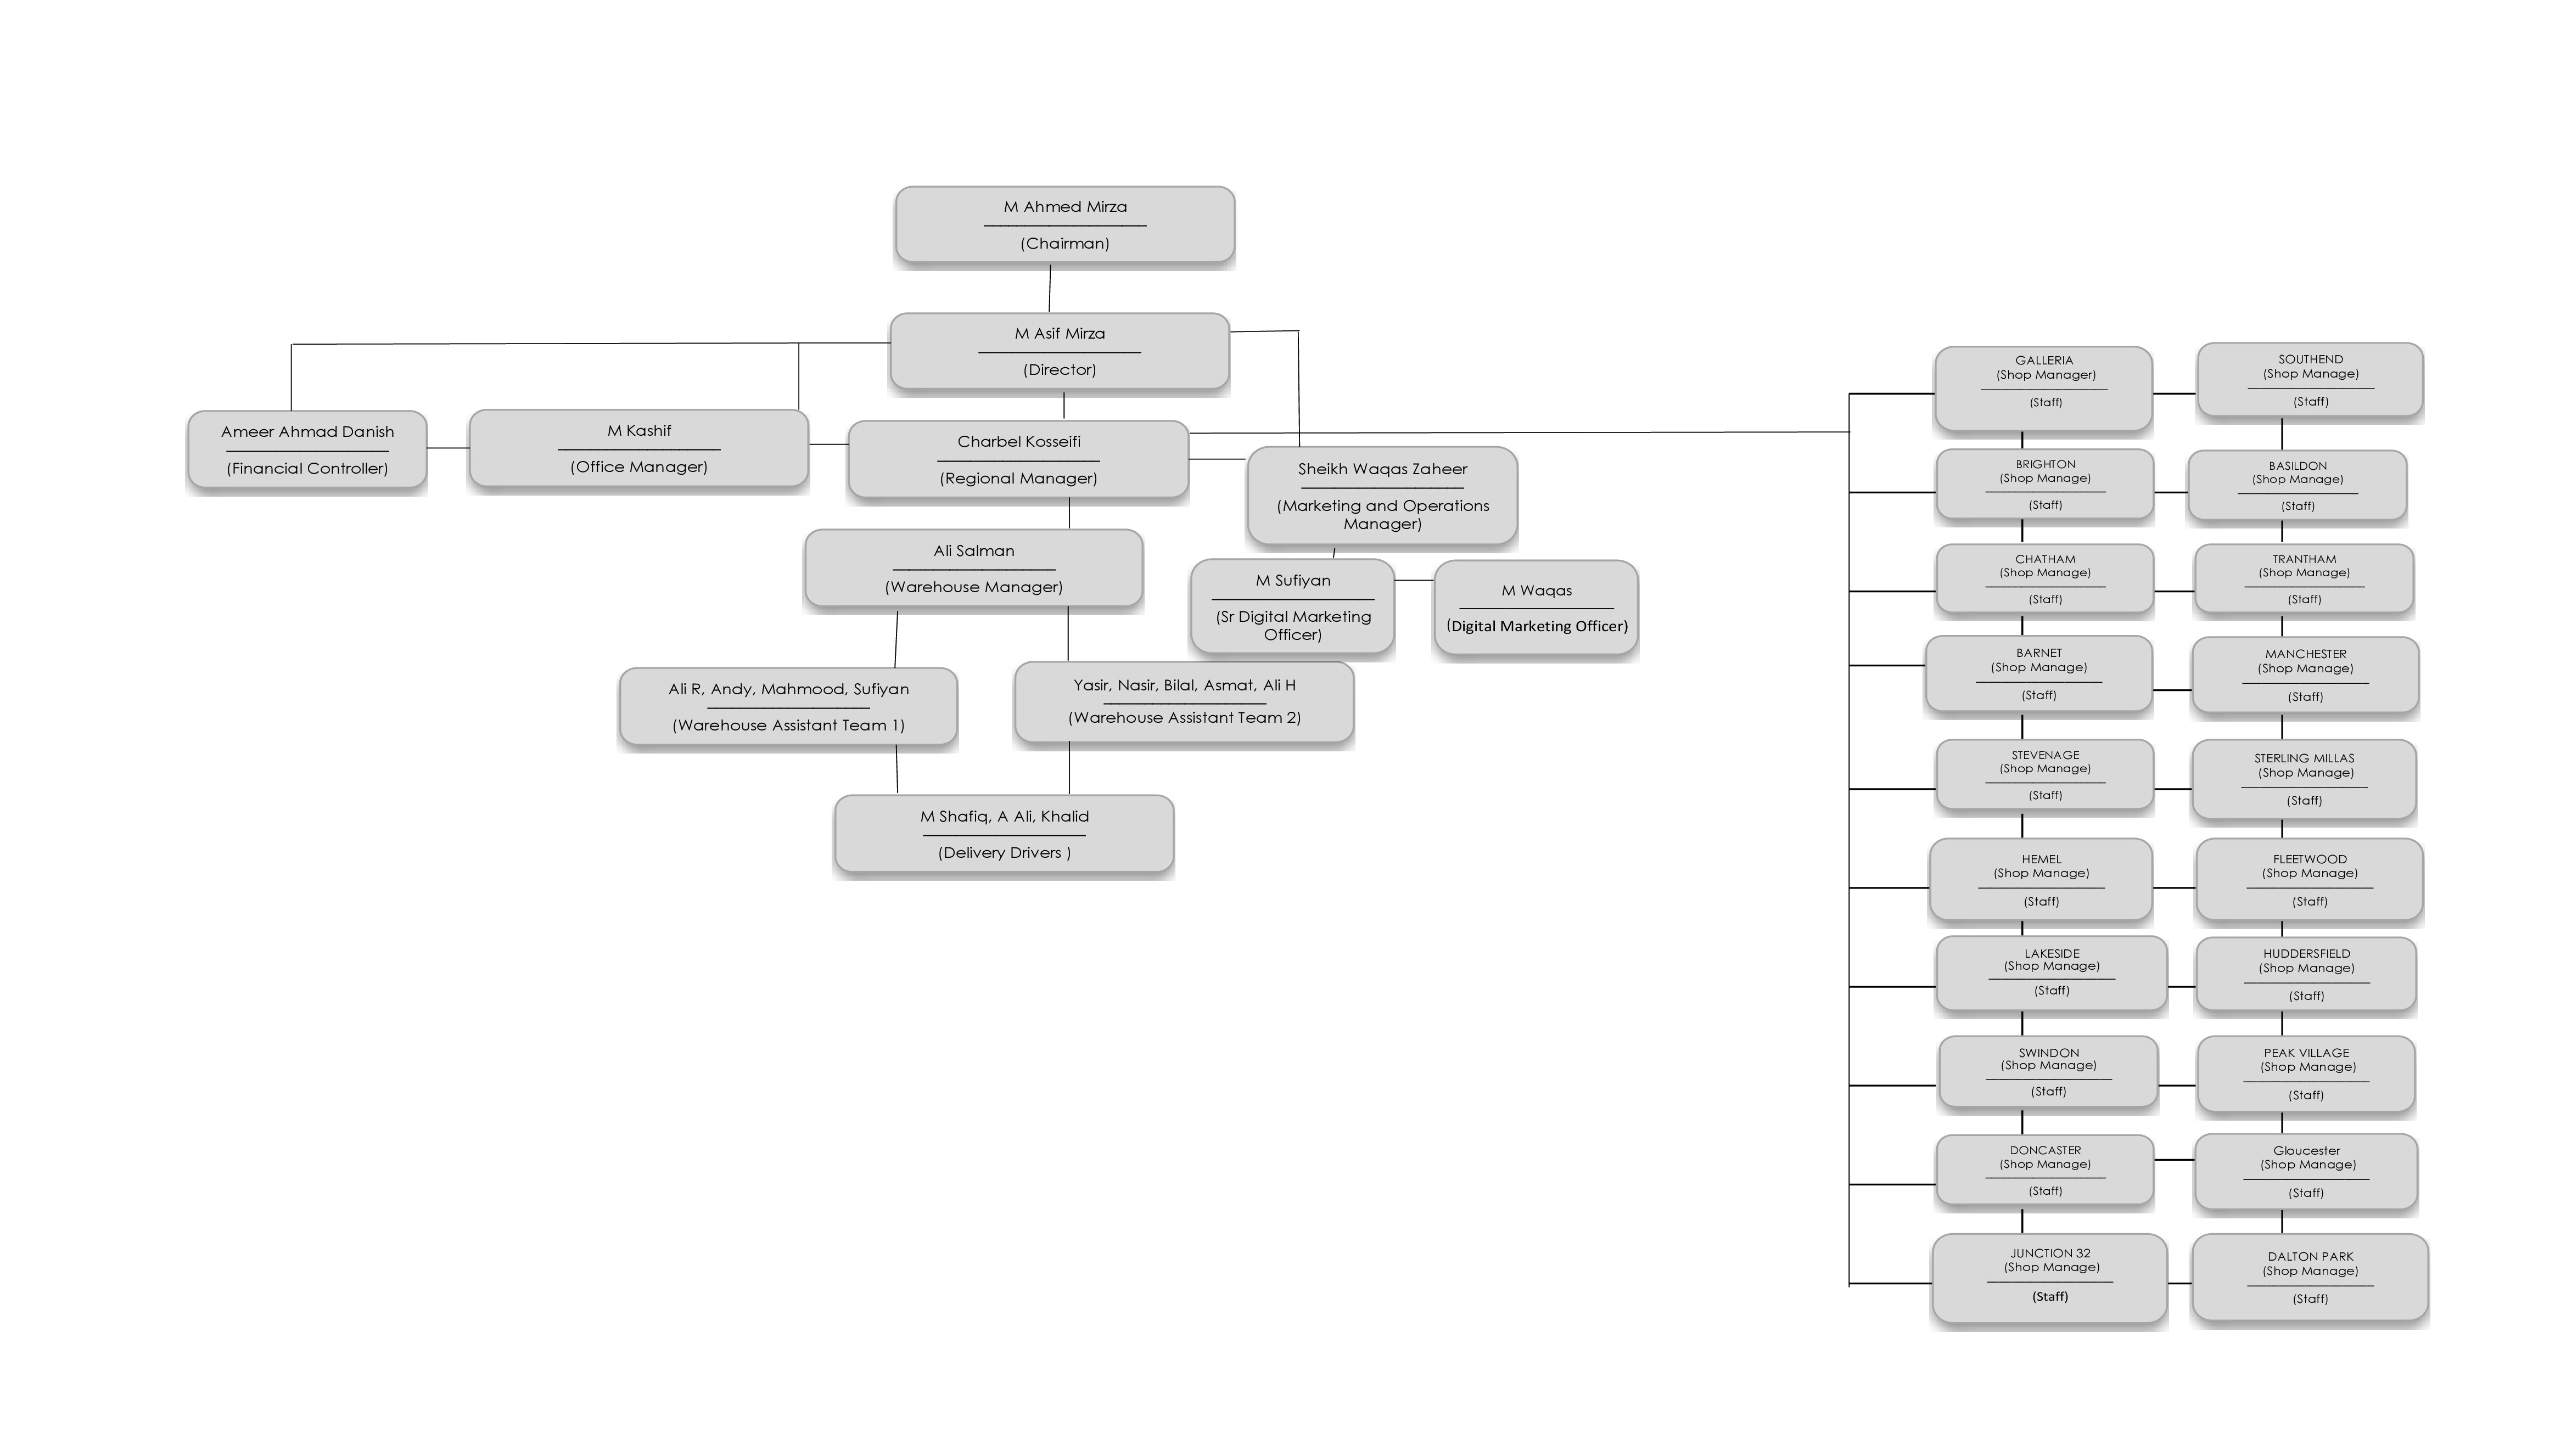 M Ahmed Mirza
(Chairman)
M Asif Mirza
(Director)
Ameer Ahmad Danish
(Financial Controller)
M Kashif
(Office Manager)
Charbel Kosseifi
(Regional Manager)
Sheikh Waqas Zaheer
(Marketing and Operations
Manager)
Ali Salman
(Warehouse Manager)
M Sufiyan
(Sr Digital Marketing
Officer)
M Waqas
(Digital Marketing Officer)
Ali R, Andy, Mahmood, Sufiyan
(Warehouse Assistant Team 1)
Yasir, Nasir, Bilal, Asmat, Ali H
(Warehouse Assistant Team 2)
M Shafiq, A Ali, Khalid
(Delivery Drivers )
GALLERIA
(Shop Manager)
(Staff)
SOUTHEND
(Shop Manage)
(Staff)
BRIGHTON
(Shop Manage)
(Staff)
BASILDON
(Shop Manage)
(Staff)
CHATHAM
(Shop Manage)
(Staff)
TRANTHAM
(Shop Manage)
(Staff)
BARNET
(Shop Manage)
(Staff)
MANCHESTER
(Shop Manage)
(Staff)
STEVENAGE
(Shop Manage)
(Staff)
STERLING MILLAS
(Shop Manage)
(Staff)
HEMEL
(Shop Manage)
(Staff)
FLEETWOOD
(Shop Manage)
(Staff)
LAKESIDE
(Shop Manage)
(Staff)
HUDDERSFIELD
(Shop Manage)
(Staff)
SWINDON
(Shop Manage)
(Staff)
PEAK VILLAGE
(Shop Manage)
(Staff)
DONCASTER
(Shop Manage)
(Staff)
Gloucester
(Shop Manage)
(Staff)
JUNCTION 32
(Shop Manage)
(Staff)
DALTON PARK
(Shop Manage)
(Staff)